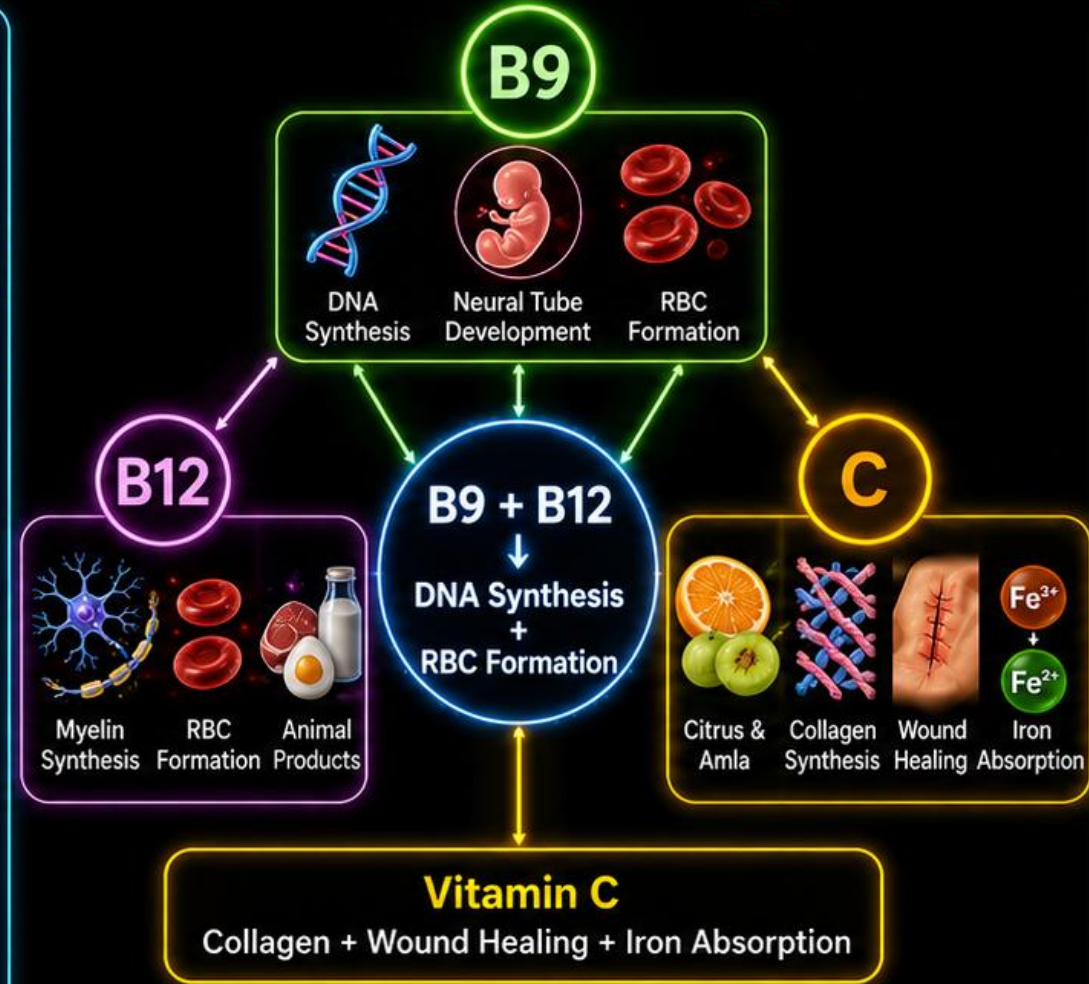 B9
DNA
Synthesis
Neural Tube
Development
RBC
Formation
B12
Myelin
Synthesis
RBC
Formation
Animal
Products
B9 + B12
↓
DNA Synthesis
+
RBC Formation
C
Citrus &
Amla
Collagen
Synthesis
Wound
Healing
Fe³⁺
Fe²⁺
Iron
Absorption
Vitamin C
Collagen + Wound Healing + Iron Absorption